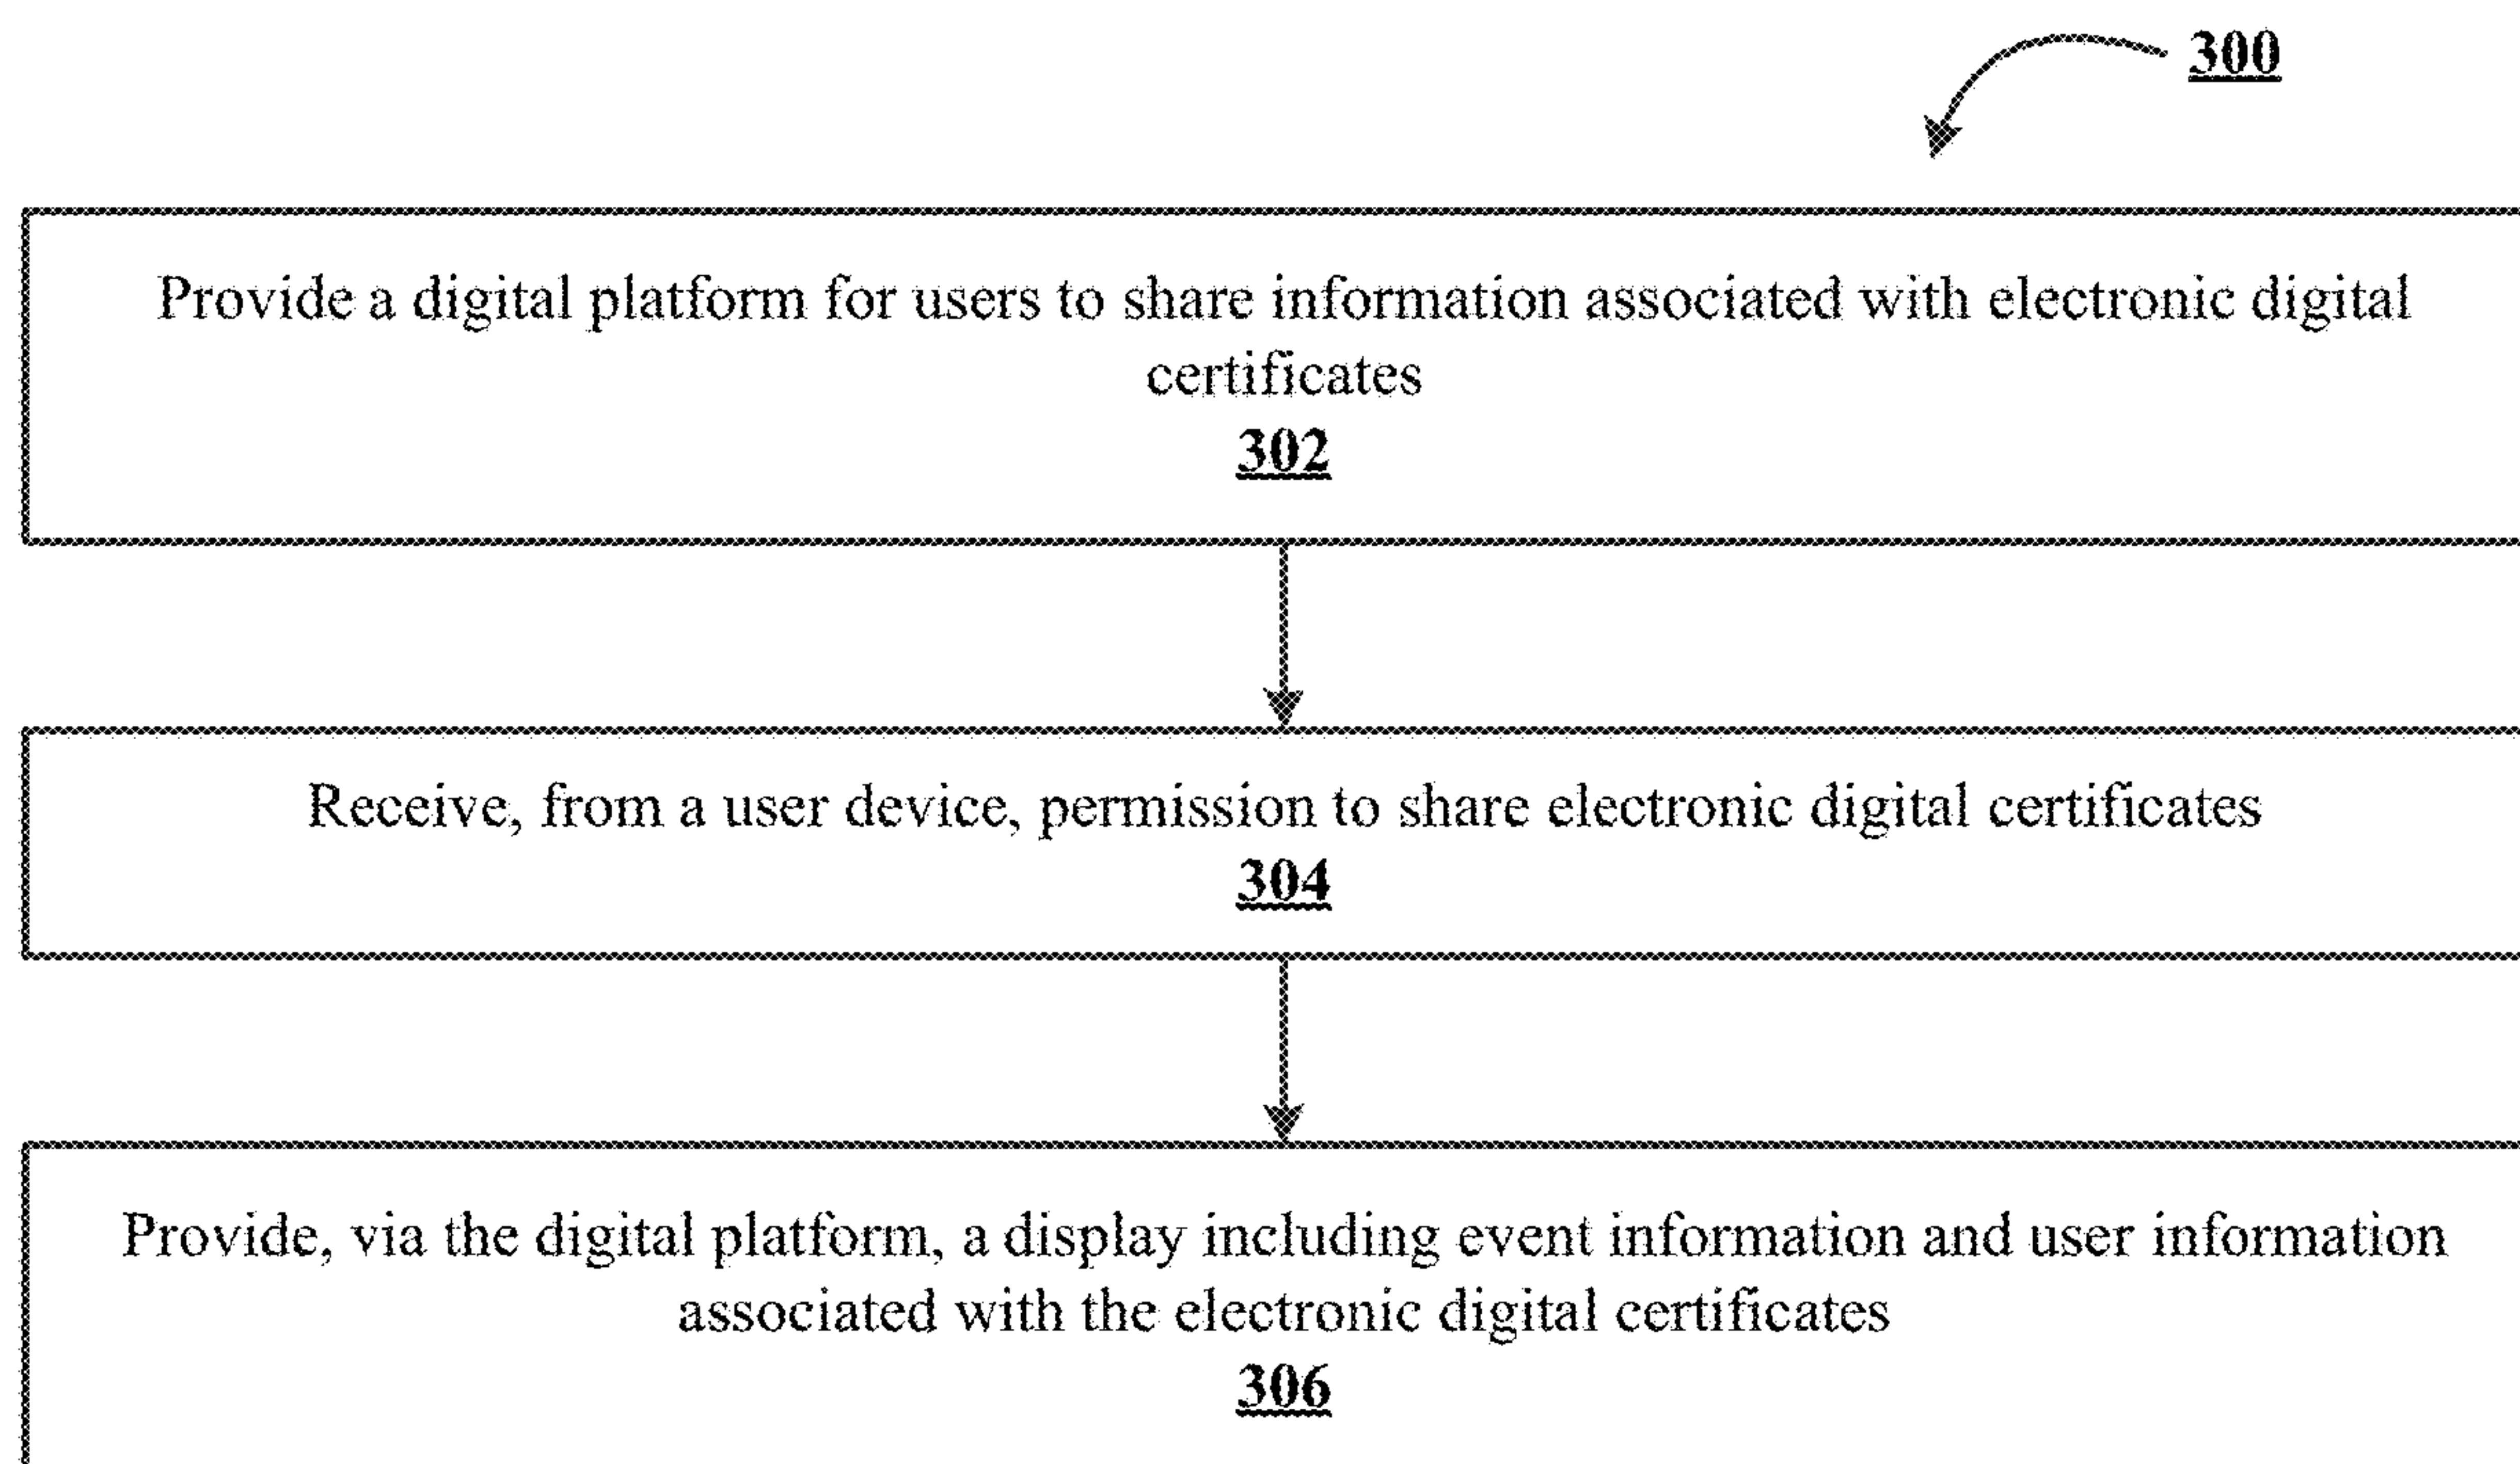 300
Provide a digital platform for users to share information associated with electronic digital
certificates
302
Receive, from a user device, permission to share electronic digital certificates
304
Provide, via the digital platform, a display including event information and user information
associated with the electronic digital certificates
306